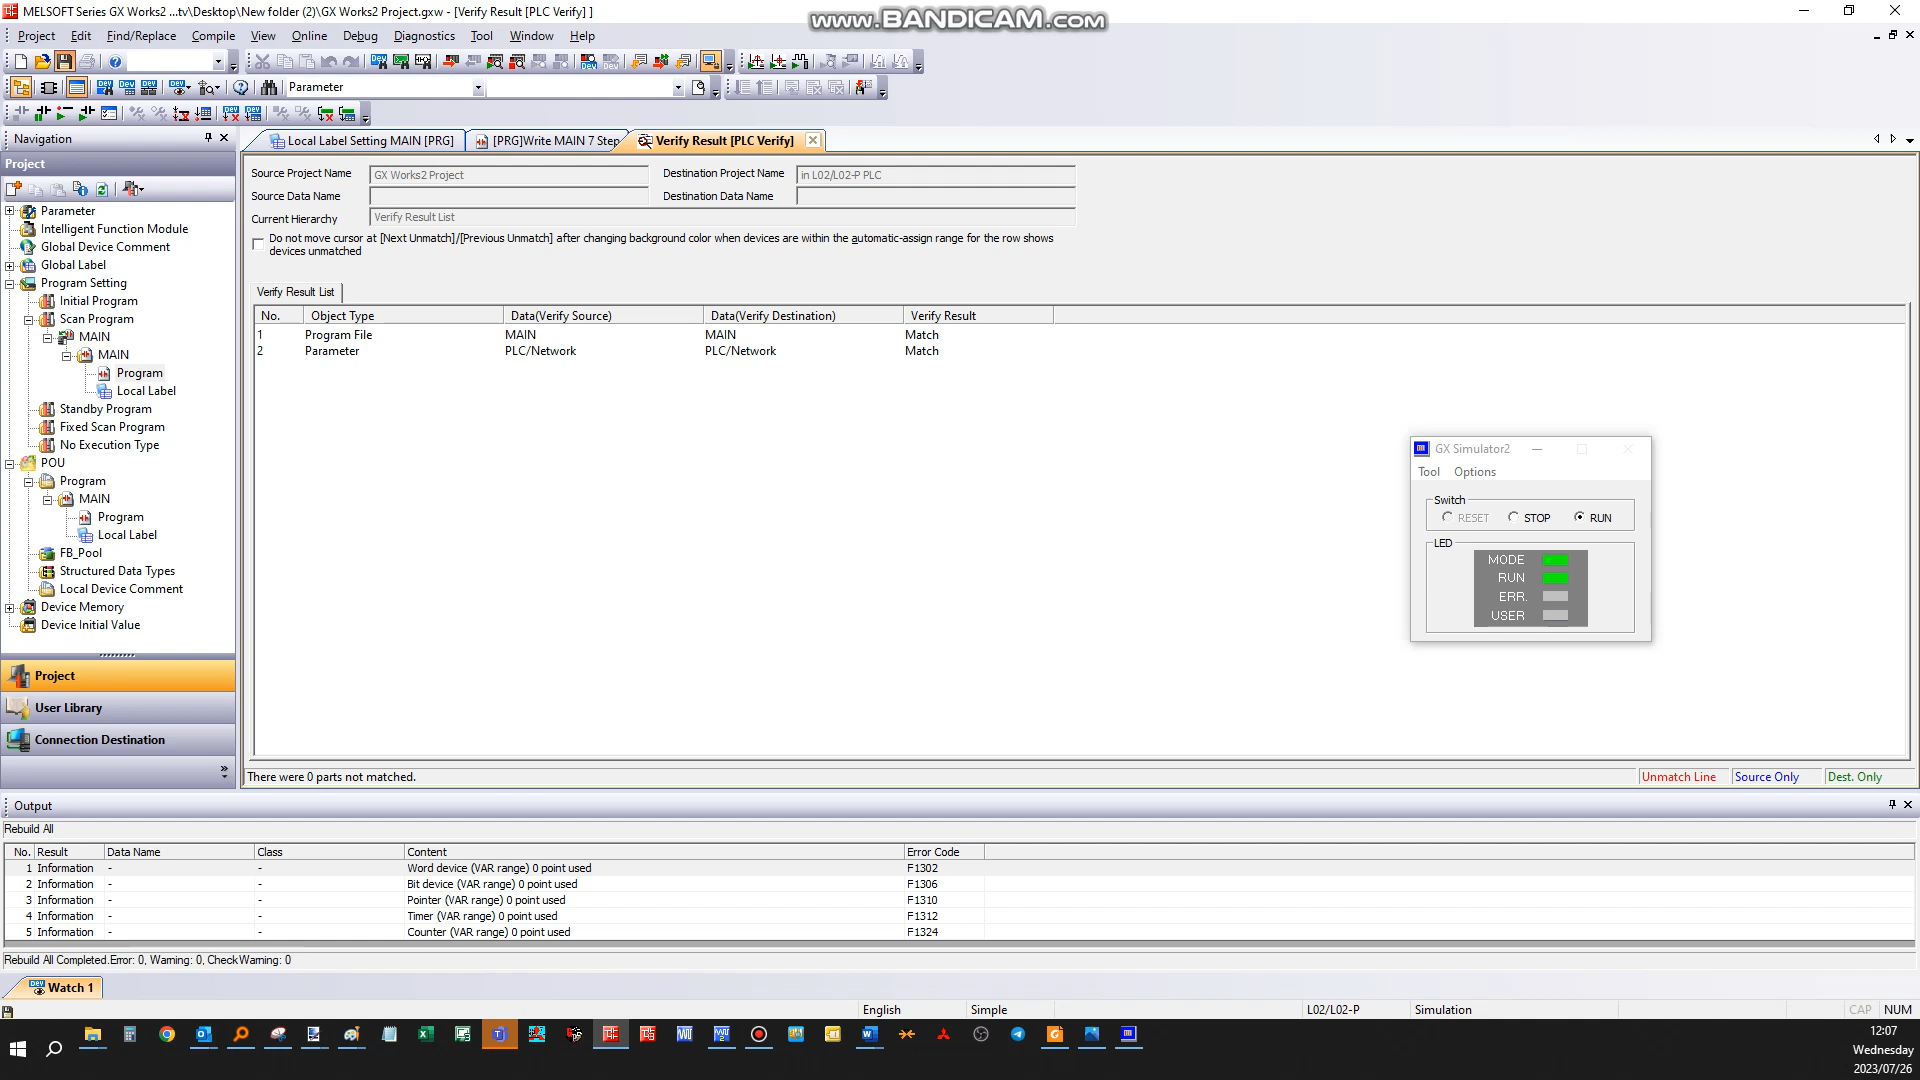 MELSOFT Series GX Works2 ...tv\Desktop\New folder (2)\GX Works2 Project.gxw - [Verify Result [PLC Verify] ]
www.BANDICAM.com
Project Edit Find/Replace Compile View Online Debug Diagnostics Tool Window Help
Parameter
Navigation
Project
Parameter
Intelligent Function Module
Global Device Comment
Global Label
Program Setting
Initial Program
Scan Program
MAIN
MAIN
Program
Local Label
Standby Program
Fixed Scan Program
No Execution Type
POU
Program
MAIN
Program
Local Label
FB_Pool
Structured Data Types
Local Device Comment
Device Memory
Device Initial Value
Project
User Library
Connection Destination
Local Label Setting MAIN [PRG] [PRG]Write MAIN 7 Step Verify Result [PLC Verify]
Source Project Name GX Works2 Project Destination Project Name in L02/L02-P PLC
Source Data Name Destination Data Name
Current Hierarchy Verify Result List
Do not move cursor at [Next Unmatch]/[Previous Unmatch] after changing background color when devices are within the automatic-assign range for the row shows
devices unmatched
Verify Result List
No. Object Type Data(Verify Source) Data(Verify Destination) Verify Result
1 Program File MAIN MAIN Match
2 Parameter PLC/Network PLC/Network Match
GX Simulator2
Tool Options
Switch
RESET STOP RUN
LED
MODE
RUN
ERR.
USER
There were 0 parts not matched. Unmatch Line Source Only Dest. Only
Output
Rebuild All
No. Result Data Name Class Content Error Code
1 Information - - Word device (VAR range) 0 point used F1302
2 Information - - Bit device (VAR range) 0 point used F1306
3 Information - - Pointer (VAR range) 0 point used F1310
4 Information - - Timer (VAR range) 0 point used F1312
5 Information - - Counter (VAR range) 0 point used F1324
Rebuild All Completed.Error: 0, Warning: 0, CheckWarning: 0
Watch 1
English Simple L02/L02-P Simulation CAP NUM
12:07
Wednesday
2023/07/26